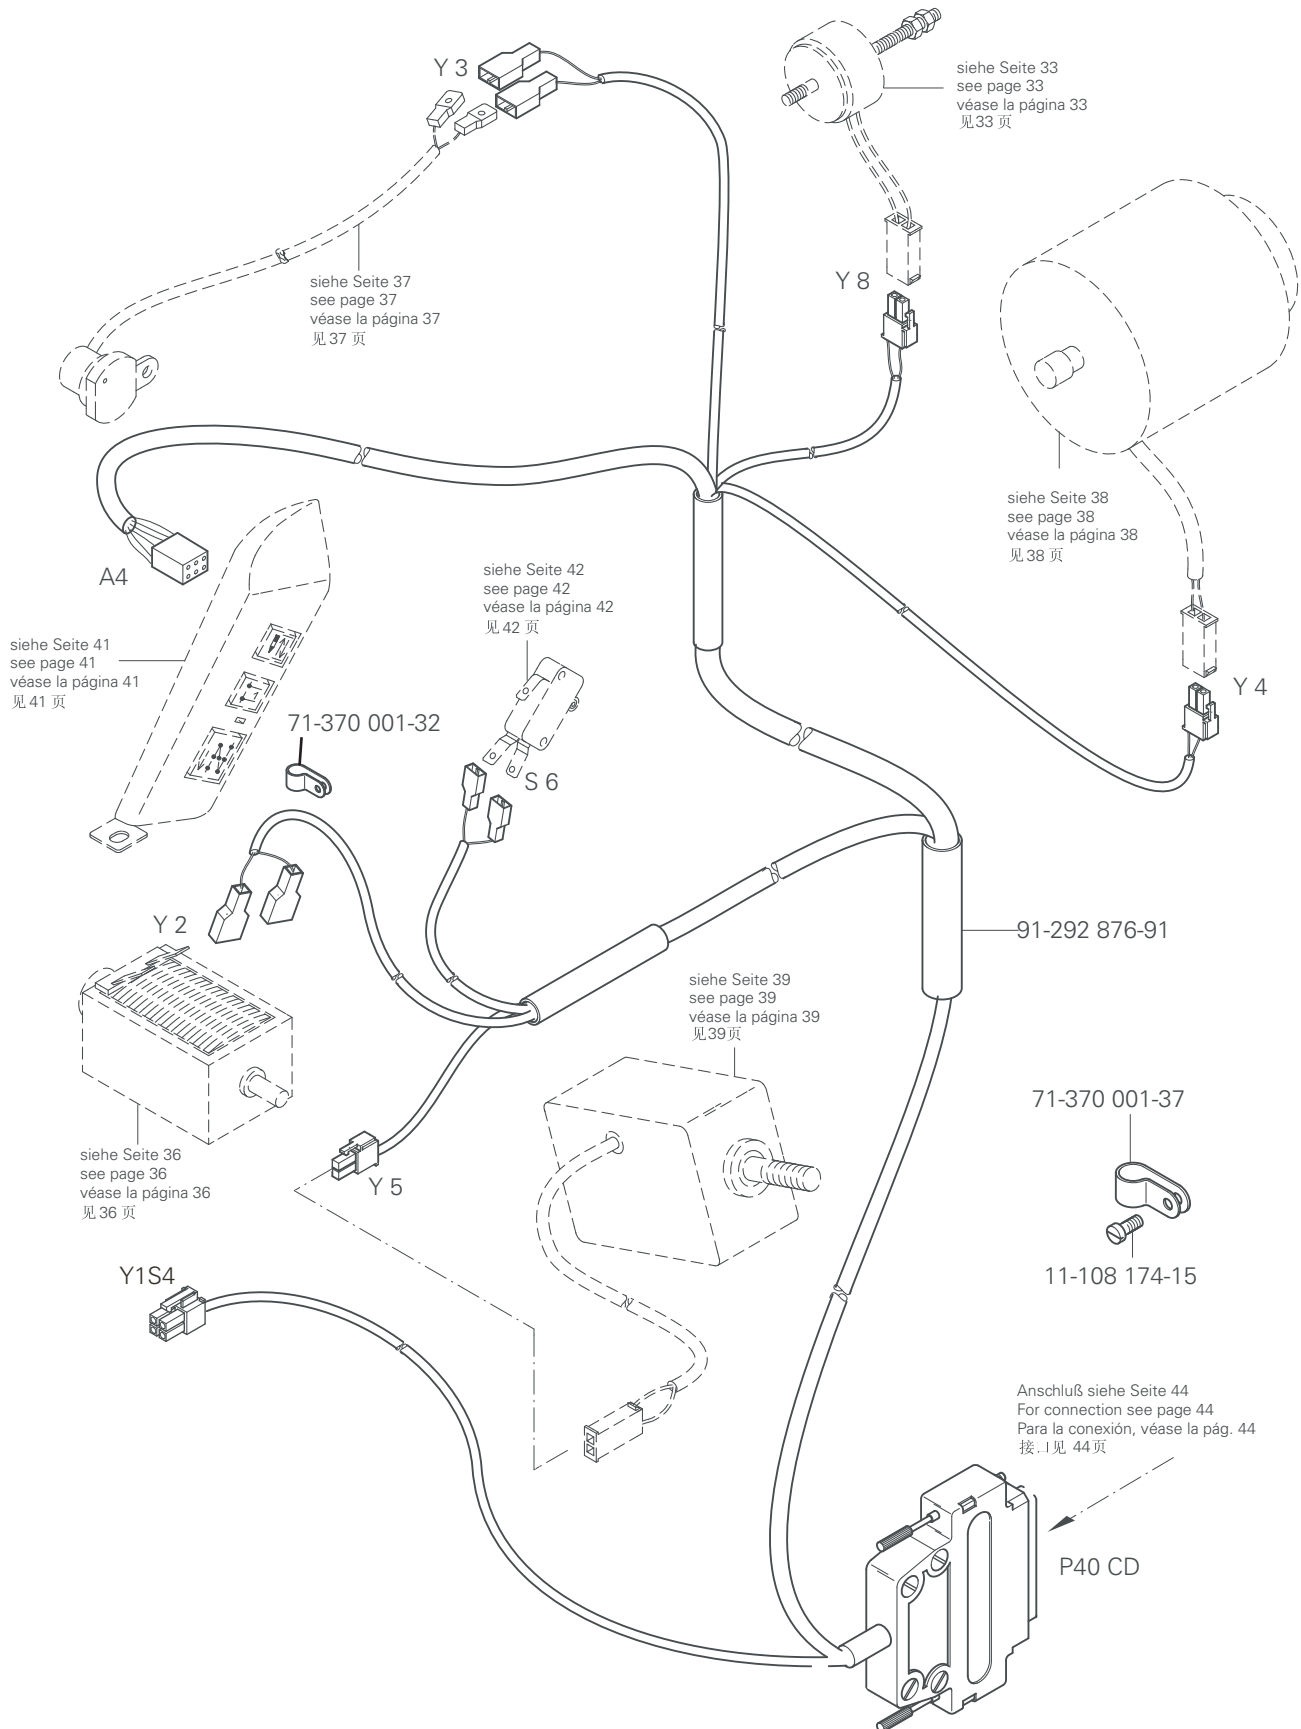 Y 3
siehe Seite 33
see page 33
véase la página 33
见33 页
siehe Seite 37
see page 37
véase la página 37
见 37 页
Y 8
siehe Seite 38
see page 38
véase la página 38
见 38 页
A4
siehe Seite 42
see page 42
véase la página 42
见 42 页
siehe Seite 41
see page 41
véase la página 41
见 41 页
Y 4
71-370 001-32
S 6
Y 2
91-292 876-91
siehe Seite 39
see page 39
véase la página 39
见39页
71-370 001-37
siehe Seite 36
see page 36
véase la página 36
见 36 页
Y 5
Y1S4
11-108 174-15
Anschluß siehe Seite 44
For connection see page 44
Para la conexión, véase la pág. 44
接口见 44页
P40 CD